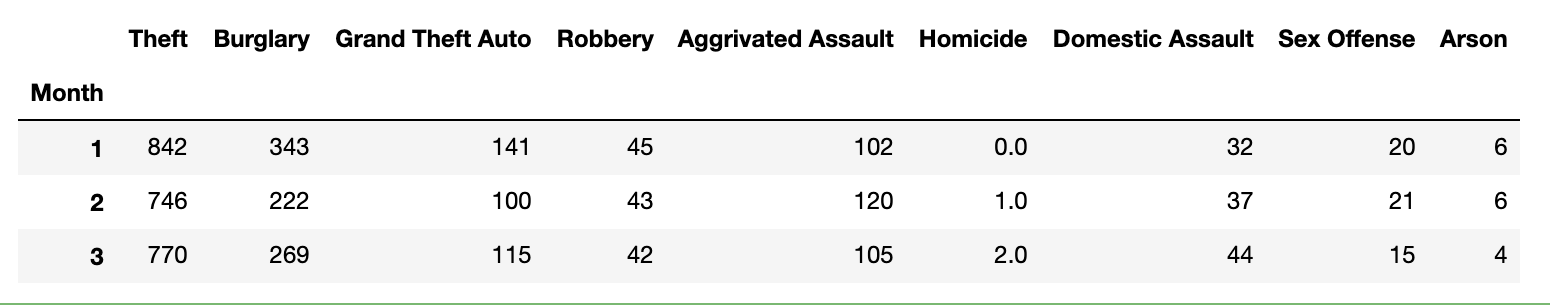 Theft Burglary Grand Theft Auto Robbery Aggrivated Assault Homicide Domestic Assault Sex Offense Arson
Month
1 842 343 141 45 102 0.0 32 20 6
2 746 222 100 43 120 1.0 37 21 6
3 770 269 115 42 105 2.0 44 15 4